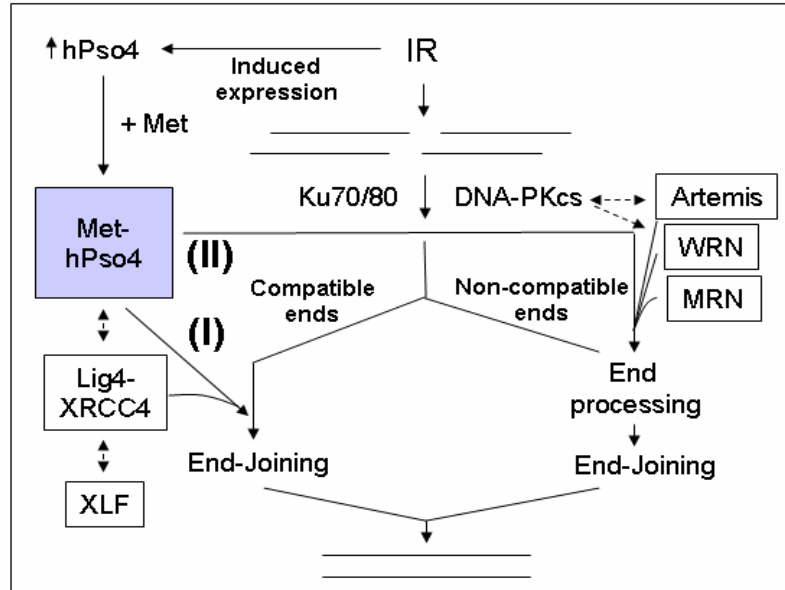 hPso4
IR
Induced
expression
+ Met
Ku70/80
DNA-PKcs
Artemis
Met-
hPso4
(II)
WRN
MRN
Compatible
ends
Non-compatible
ends
(I)
Lig4-
XRCC4
End
processing
End-Joining
End-Joining
XLF